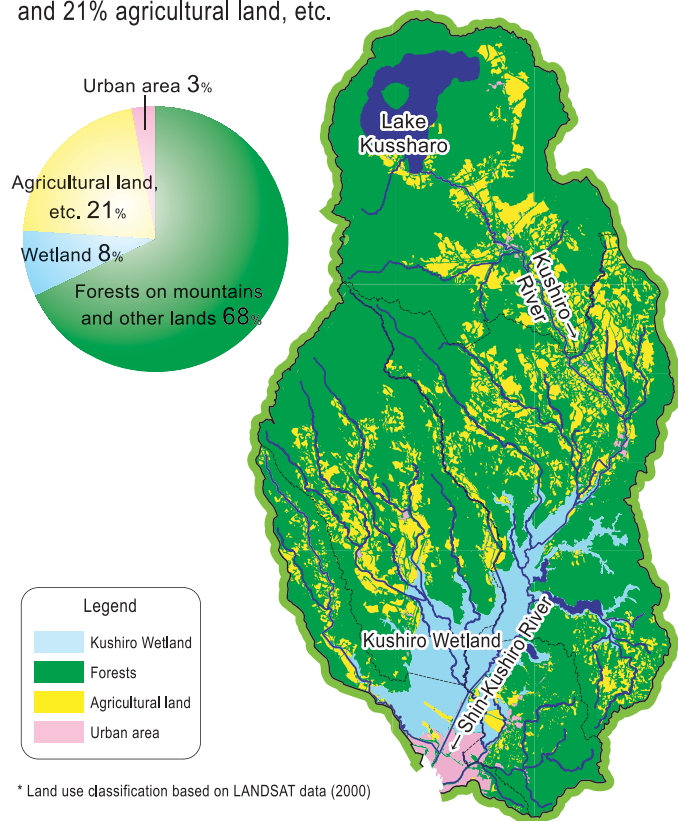 and 21% agricultural land, etc.
Urban area 3%
Agricultural land,
etc. 21%
Wetland 8%
Forests on mountains
and other lands 68%
Lake
Kussharo
Kushiro
River
Kushiro Wetland
Shin-Kushiro River
Legend
Kushiro Wetland
Forests
Agricultural land
Urban area
* Land use classification based on LANDSAT data (2000)